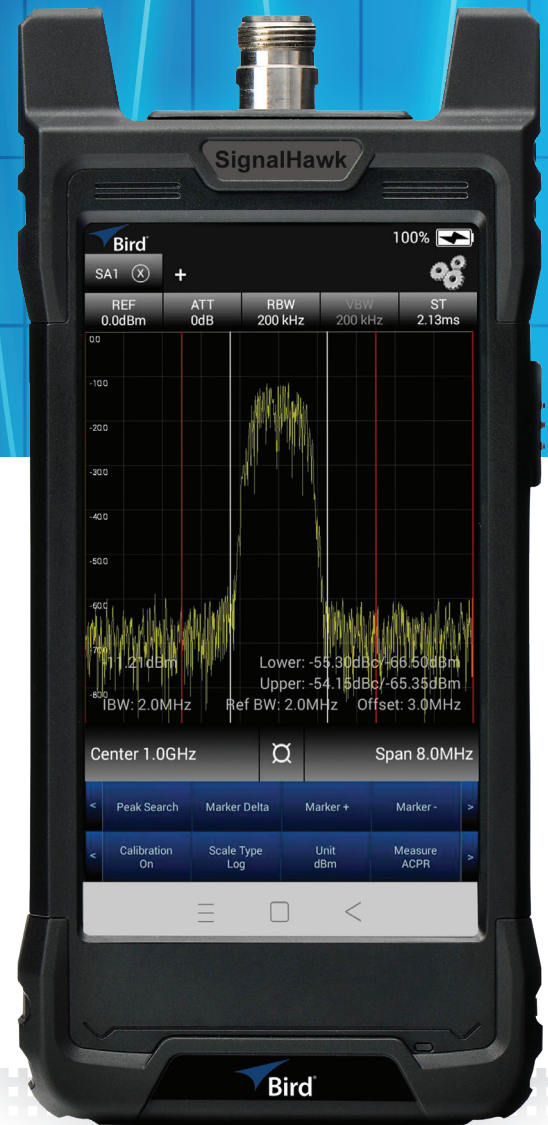 SignalHawk
Bird
100%
SA1 X +
REF ATT RBW VBW ST
0.0dBm 0dB 200 kHz 200 kHz 2.13ms
0.0
-10.0
-20.0
-30.0
-40.0
-50.0
-60.0
-70.0
-11.21dBm Lower: -55.30dBc/-66.50dBm
Upper: -54.15dBc/-65.35dBm
-80.0
IBW: 2.0MHz Ref BW: 2.0MHz Offset: 3.0MHz
Center 1.0GHz Span 8.0MHz
< Peak Search Marker Delta Marker + Marker - >
< Calibration Scale Type Unit Measure >
On Log dBm ACPR
Bird